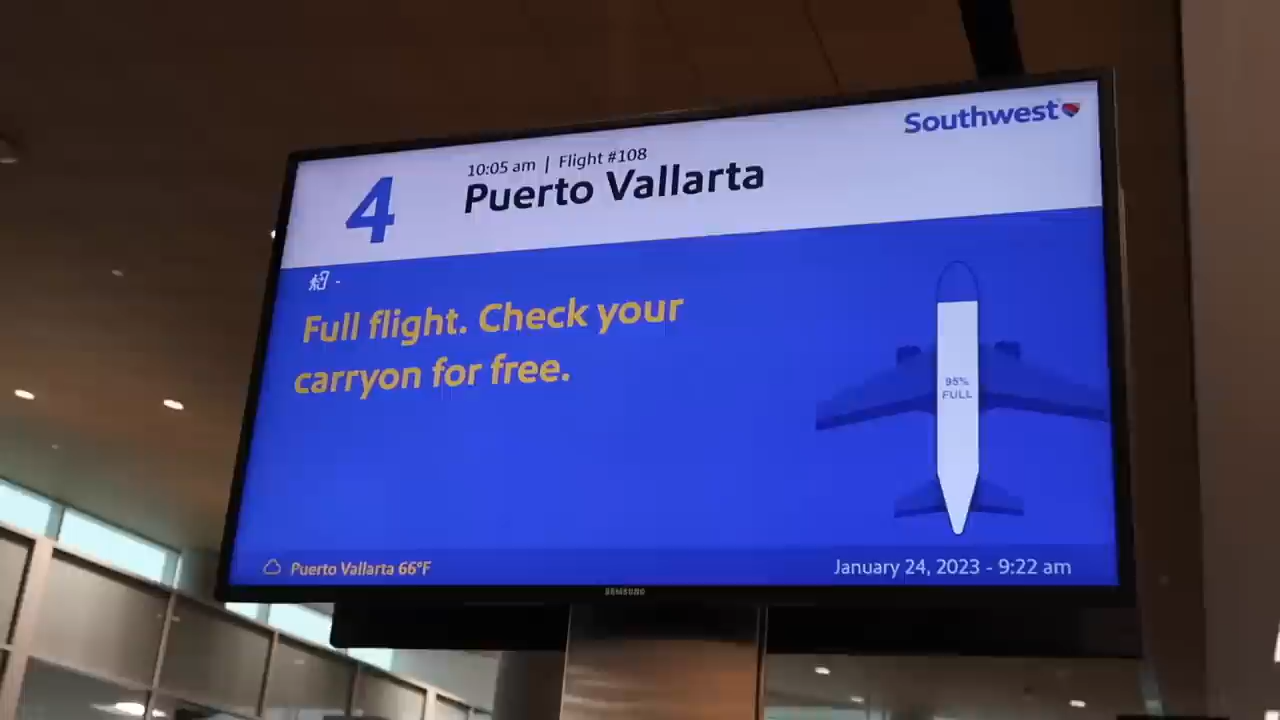 Southwest
10:05 am | Flight #108
4
Puerto Vallarta
-
Full flight. Check your
carryon for free.
95%
FULL
Puerto Vallarta 66°F
January 24, 2023 - 9:22 am
SAMSUNG